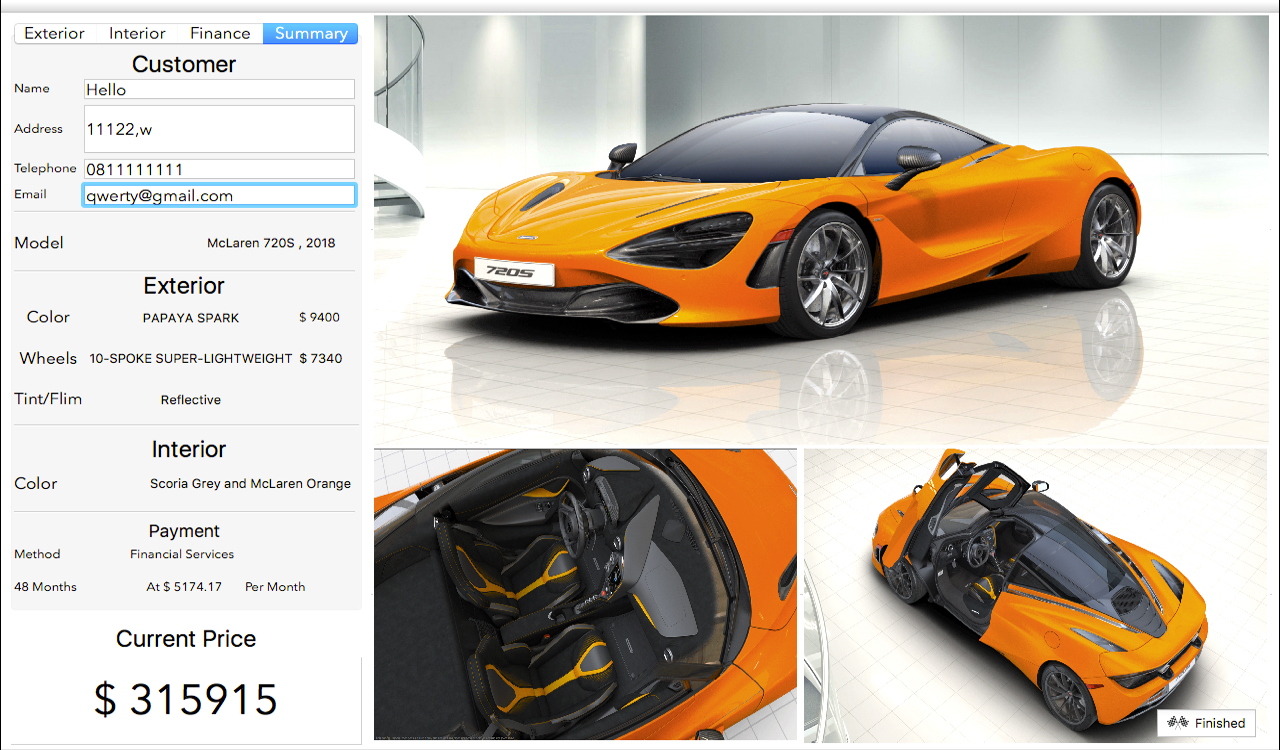 Exterior Interior Finance Summary
Customer
Name Hello
Address 11122,w
Telephone 0811111111
Email qwerty@gmail.com
Model McLaren 720S , 2018
Exterior
Color PAPAYA SPARK $ 9400
Wheels 10-SPOKE SUPER-LIGHTWEIGHT $ 7340
Tint/Flim Reflective
Interior
Color Scoria Grey and McLaren Orange
Payment
Method Financial Services
48 Months At $ 5174.17 Per Month
Current Price
$ 315915
720S
Finished